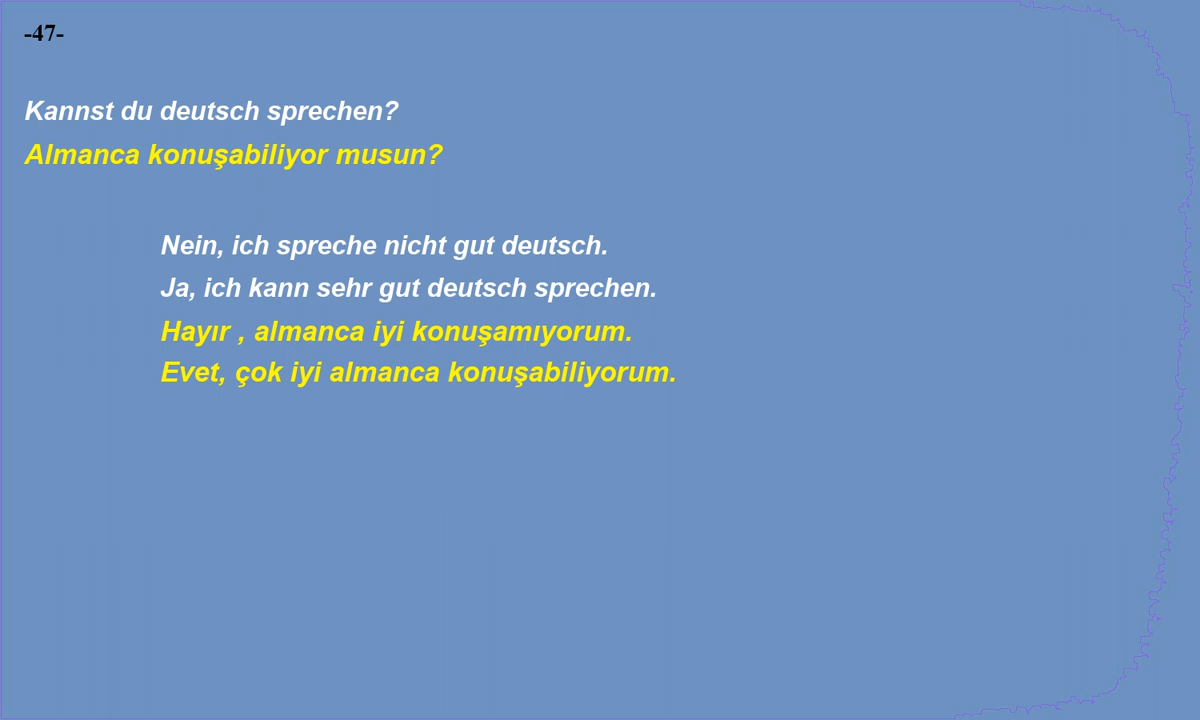 -47-
Kannst du deutsch sprechen?
Almanca konuşabiliyor musun?
Nein, ich spreche nicht gut deutsch.
Ja, ich kann sehr gut deutsch sprechen.
Hayır , almanca iyi konuşamıyorum.
Evet, çok iyi almanca konuşabiliyorum.